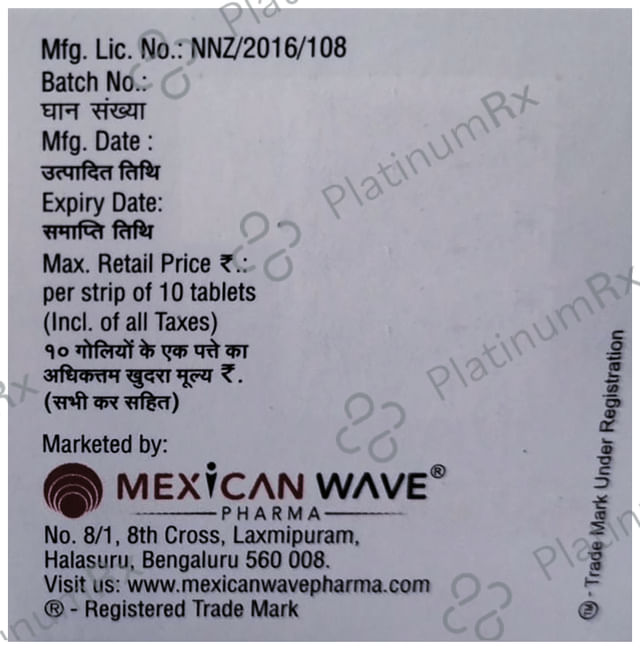 Mfg. Lic. No.: NNZ/2016/108
Batch No.:
घान संख्या
Mfg. Date :
उत्पादित तिथि
Expiry Date:
समाप्ति तिथि
Max. Retail Price ₹.:
per strip of 10 tablets
(Incl. of all Taxes)
१० गोलियों के एक पत्ते का
अधिकत्तम खुदरा मूल्य ₹.
(सभी कर सहित)
Marketed by:
MEXICAN WAVE®
PHARMA
No. 8/1, 8th Cross, Laxmipuram,
Halasuru, Bengaluru 560 008.
Visit us: www.mexicanwavepharma.com
® - Registered Trade Mark
™ - Trade Mark Under Registration
PlatinumRx
PlatinumRx